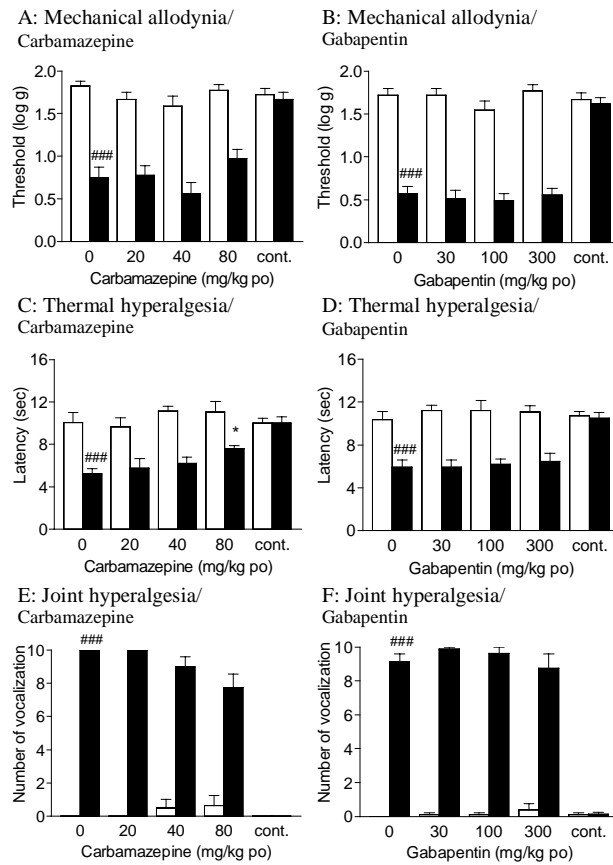 A: Mechanical allodynia/
Carbamazepine
2.0
1.5
1.0
0.5
0.0
Threshold (log g)
###
0 20 40 80 cont.
Carbamazepine (mg/kg po)
B: Mechanical allodynia/
Gabapentin
2.0
1.5
1.0
0.5
0.0
Threshold (log g)
###
0 30 100 300 cont.
Gabapentin (mg/kg po)
C: Thermal hyperalgesia/
Carbamazepine
16
12
8
4
0
Latency (sec)
###
*
0 20 40 80 cont.
Carbamazepine (mg/kg po)
D: Thermal hyperalgesia/
Gabapentin
16
12
8
4
0
Latency (sec)
###
0 30 100 300 cont.
Gabapentin (mg/kg po)
E: Joint hyperalgesia/
Carbamazepine
10
8
6
4
2
0
Number of vocalization
###
0 20 40 80 cont.
Carbamazepine (mg/kg po)
F: Joint hyperalgesia/
Gabapentin
10
8
6
4
2
0
Number of vocalization
###
0 30 100 300 cont.
Gabapentin (mg/kg po)